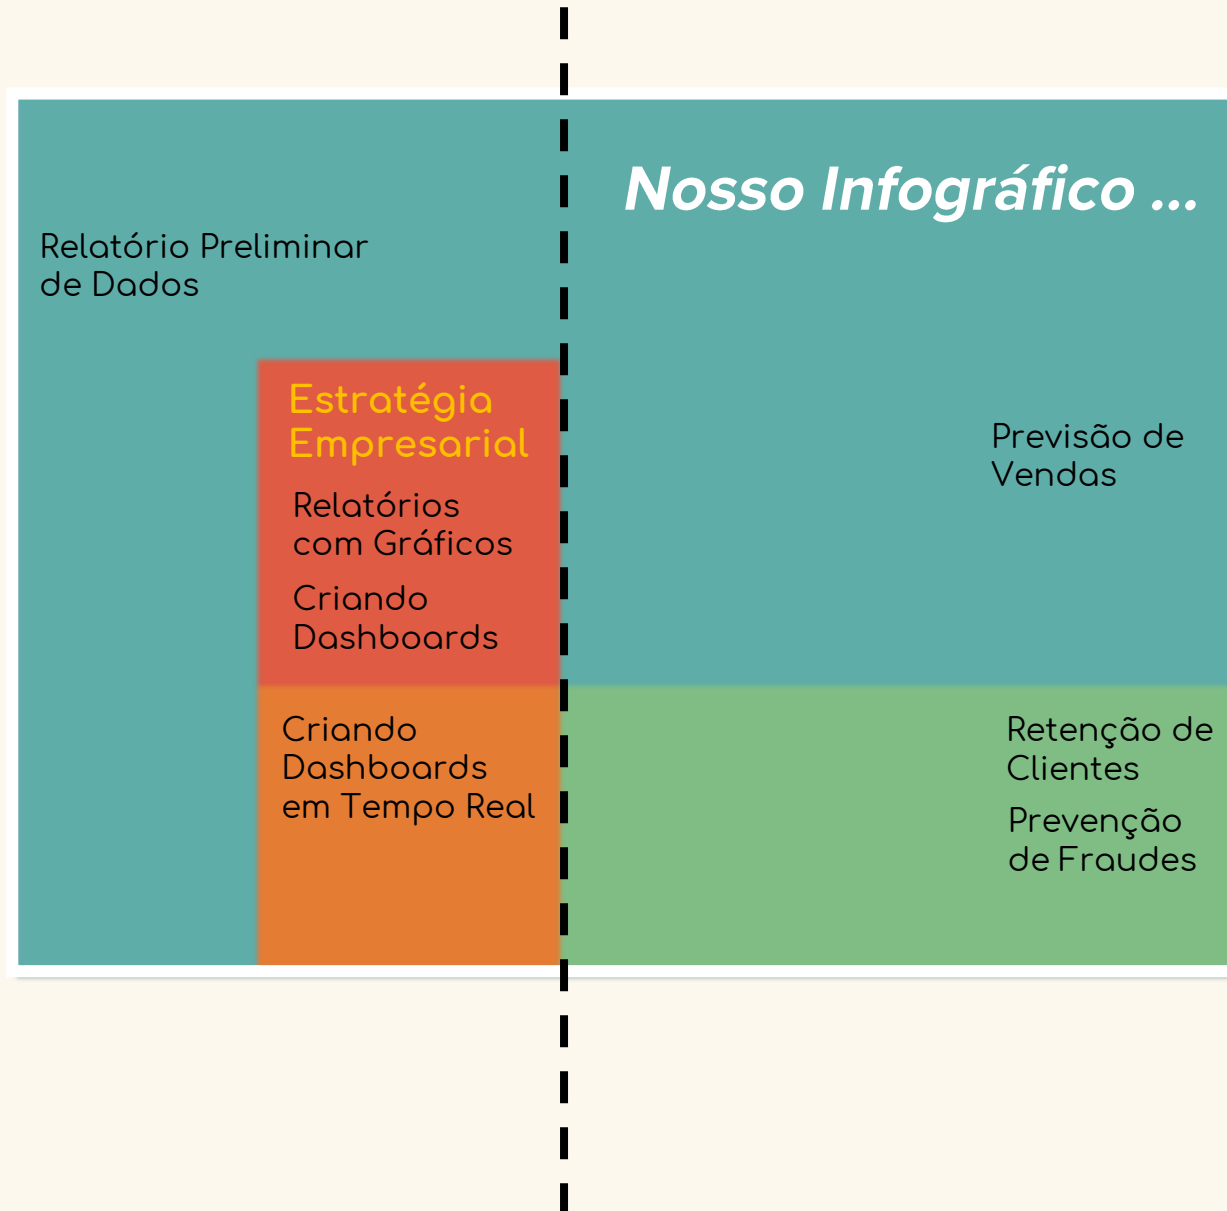 Nosso Infográfico ...
Relatório Preliminar
de Dados
Estratégia
Empresarial
Relatórios
com Gráficos
Criando
Dashboards
Criando
Dashboards
em Tempo Real
Previsão de
Vendas
Retenção de
Clientes
Prevenção
de Fraudes